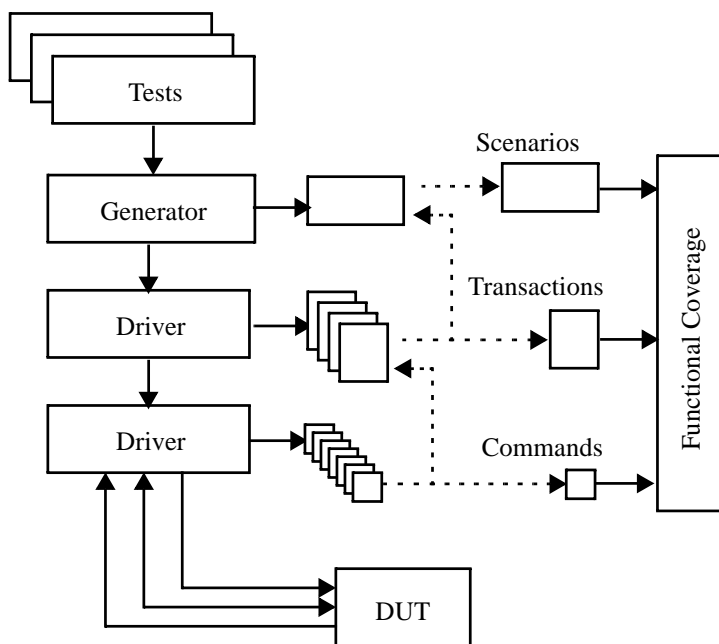 Tests
Scenarios
Generator
Functional Coverage
Transactions
Driver
Driver
Commands
DUT